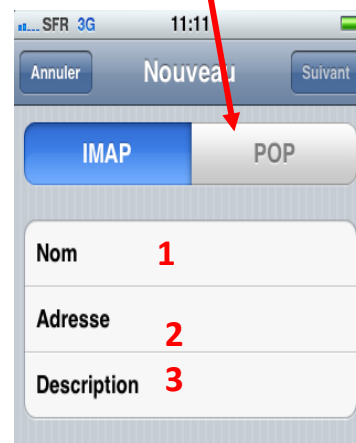 SFR 3G 11:11
Annuler Nouveau Suivant
IMAP POP
Nom 1
Adresse 2
Description 3